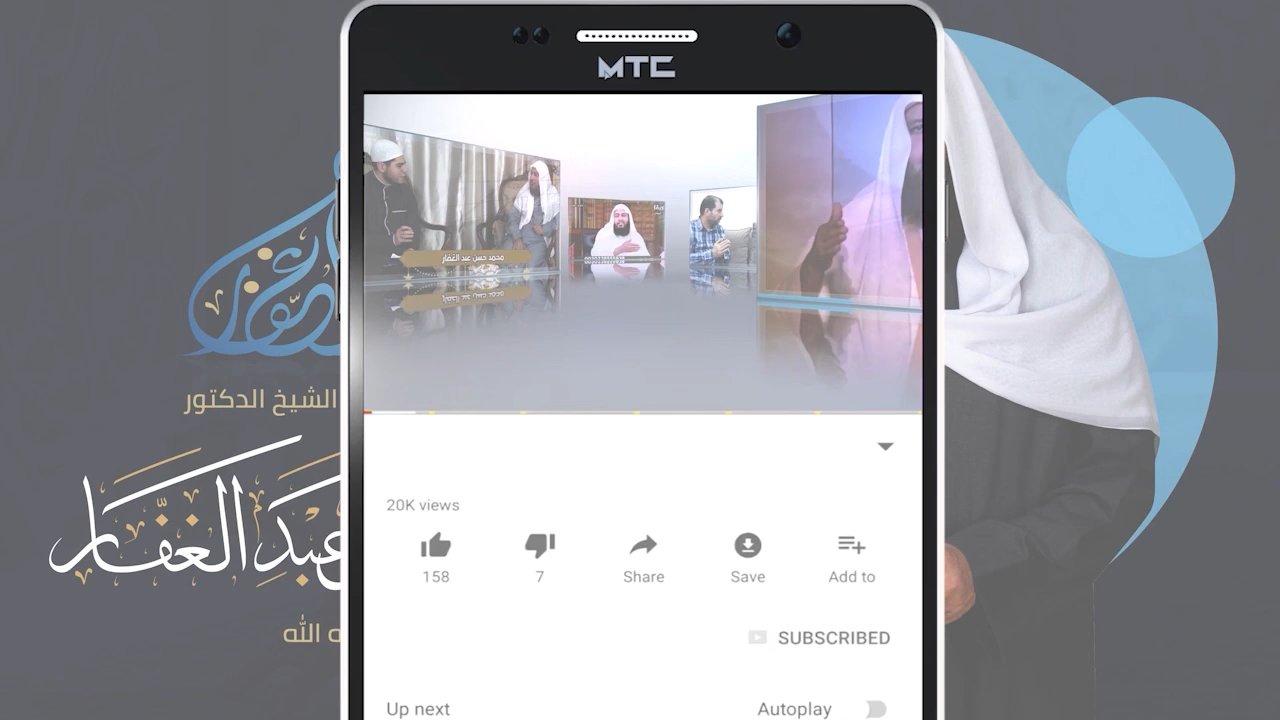 MTC
محمد حسن عبد الغفار
20K views
158
7
Share
Save
Add to
SUBSCRIBED
Up next
Autoplay
الشيخ الدكتور
عبد الغفار
الله